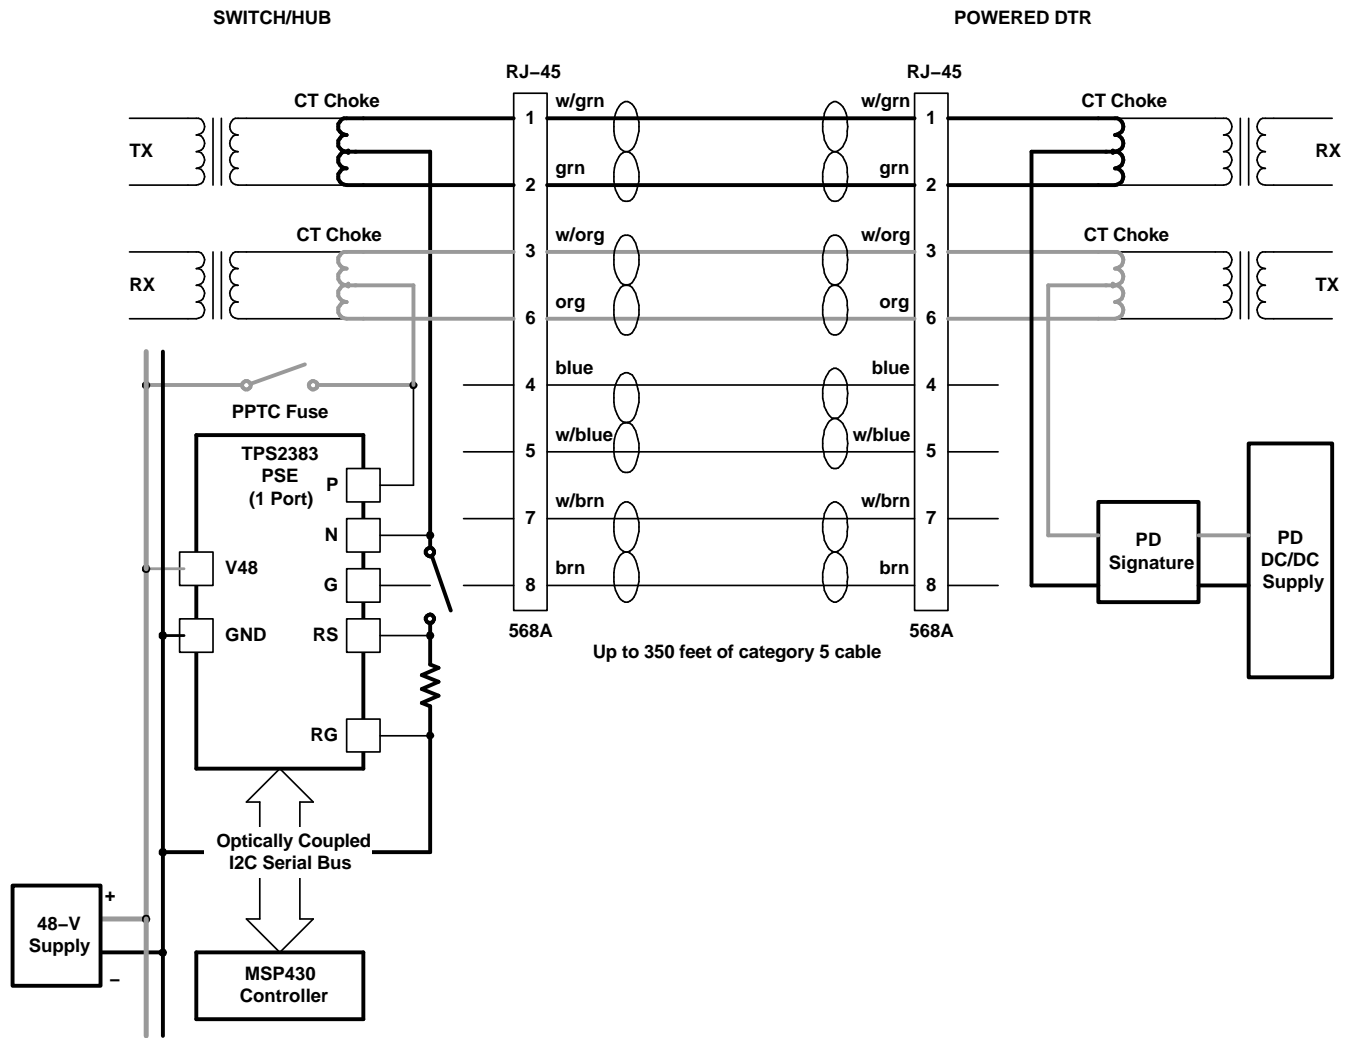 SWITCH/HUB
POWERED DTR
RJ–45
RJ–45
CT Choke
w/grn
w/grn
CT Choke
1
1
TX
RX
grn
grn
2
2
CT Choke
w/org
w/org
CT Choke
3
3
RX
TX
org
org
6
6
blue
blue
4
4
PPTC Fuse
w/blue
w/blue
5
5
TPS2383
PSE
(1 Port)
P
w/brn
w/brn
7
7
N
PD
Signature
PD
DC/DC
Supply
V48
G
brn
brn
8
8
GND
RS
568A
568A
Up to 350 feet of category 5 cable
RG
Optically Coupled
I2C Serial Bus
+
48–V
Supply
–
MSP430
Controller